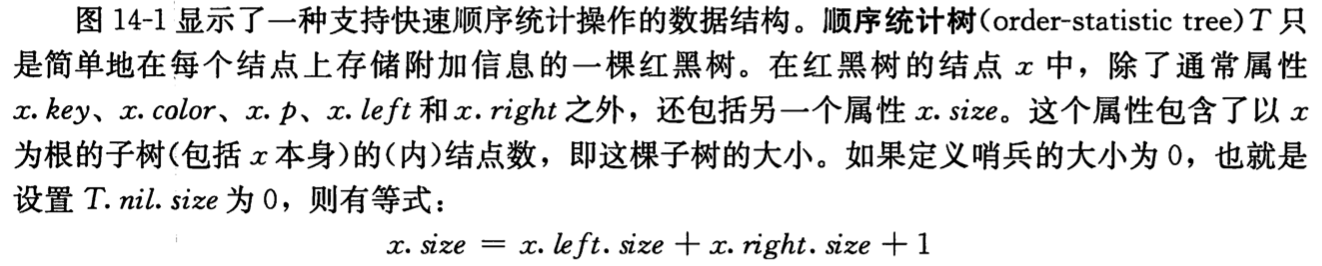 图 14-1 显示了一种支持快速顺序统计操作的数据结构。顺序统计树(order-statistic tree)T 只
是简单地在每个结点上存储附加信息的一棵红黑树。在红黑树的结点 x 中，除了通常属性
x.key、x.color、x.p、x.left 和 x.right 之外，还包括另一个属性 x.size。这个属性包含了以 x
为根的子树(包括 x 本身)的(内)结点数，即这棵子树的大小。如果定义哨兵的大小为 0，也就是
设置 T.nil.size 为 0，则有等式：
x.size = x.left.size + x.right.size + 1